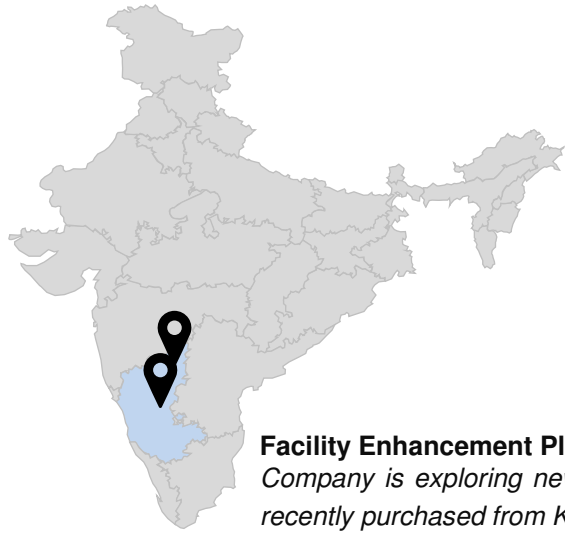 Facility Enhancement Pl
Company is exploring ne
recently purchased from K